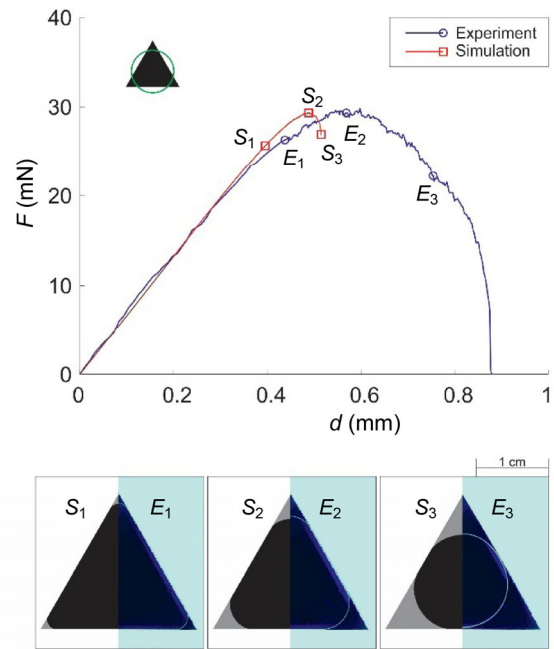 40
Experiment
Simulation
30
S2
S1
E1
E2
S3
20
E3
F (mN)
10
0
0
0.2
0.4
0.6
0.8
1
d (mm)
1 cm
S1 E1
S2 E2
S3 E3